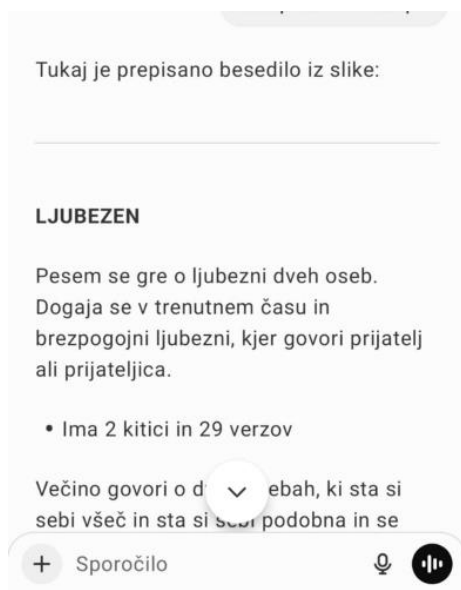 Tukaj je prepisano besedilo iz slike:
LJUBEZEN
Pesem se gre o ljubezni dveh oseb.
Dogaja se v trenutnem času in
brezpogojni ljubezni, kjer govori prijatelj
ali prijateljica.
• Ima 2 kitici in 29 verzov
Večino govori o ki sta si
sebi všeč in sta si sebi podobna in se
Sporočilo